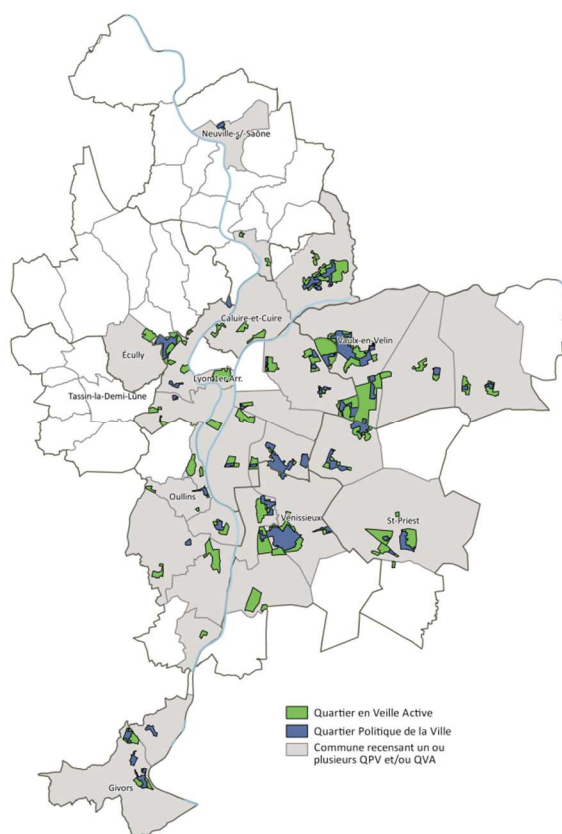 Neuville-s/-Saône
Caluire-et-Cuire
Vaulx-en-Velin
Écully
Lyon 1er Arr.
Tassin-la-Demi-Lune
Oullins
Vénissieux
St-Priest
Quartier en Veille Active
Quartier Politique de la Ville
Commune recensant un ou
plusieurs QPV et/ou QVA
Givors